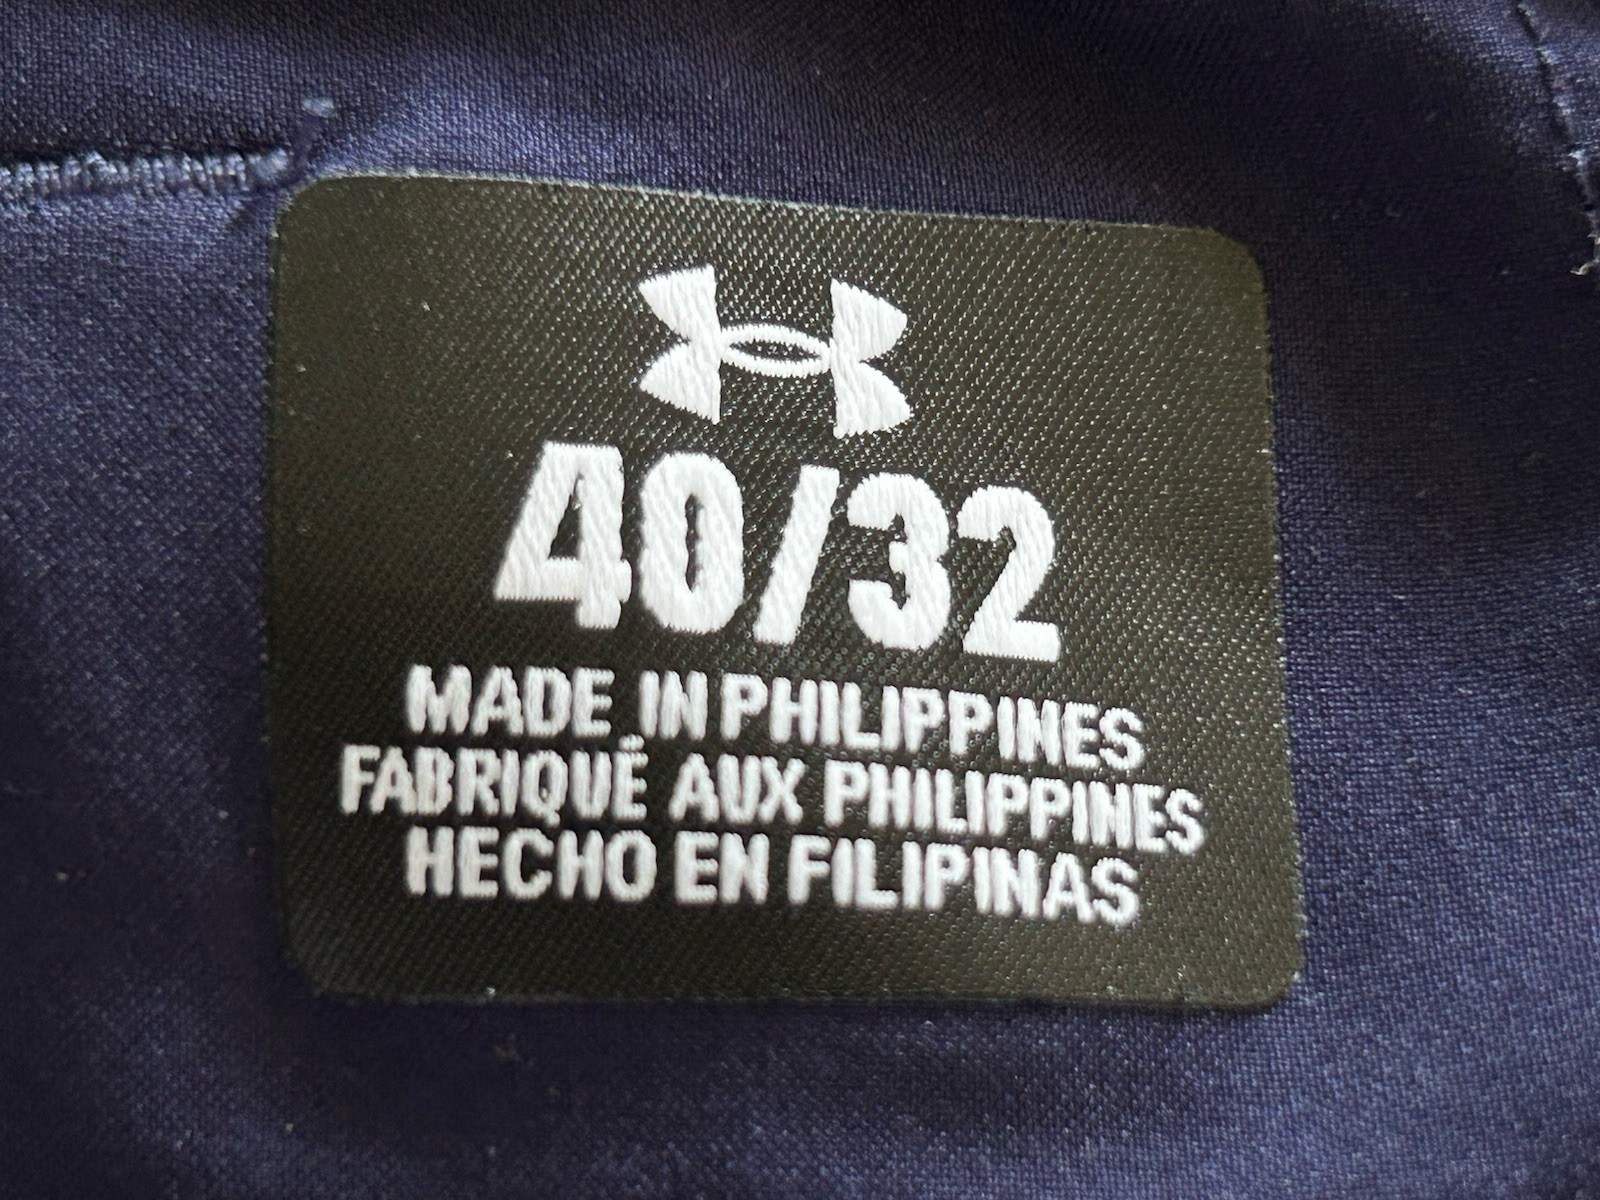 40/32
MADE IN PHILIPPINES
FABRIQUÉ AUX PHILIPPINES
HECHO EN FILIPINAS